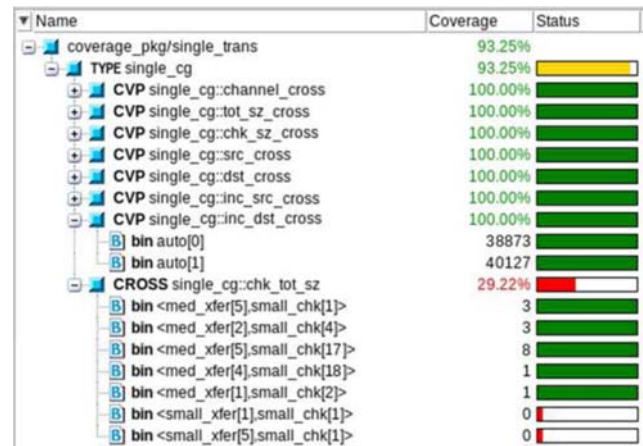 Name Coverage Status
coverage_pkg/single_trans 93.25%
TYPE single_cg 93.25%
CVP single_cg::channel_cross 100.00%
CVP single_cg::tot_sz_cross 100.00%
CVP single_cg::chk_sz_cross 100.00%
CVP single_cg::src_cross 100.00%
CVP single_cg::dst_cross 100.00%
CVP single_cg::inc_src_cross 100.00%
CVP single_cg::inc_dst_cross 100.00%
B] bin auto[0] 38873
B] bin auto[1] 40127
CROSS single_cg::chk_tot_sz 29.22%
B] bin <med_xfer[5],small_chk[1]> 3
B] bin <med_xfer[2],small_chk[4]> 3
B] bin <med_xfer[5],small_chk[17]> 8
B] bin <med_xfer[4],small_chk[18]> 1
B] bin <med_xfer[1],small_chk[2]> 1
B] bin <small_xfer[1],small_chk[1]> 0
B] bin <small_xfer[5],small_chk[1]> 0